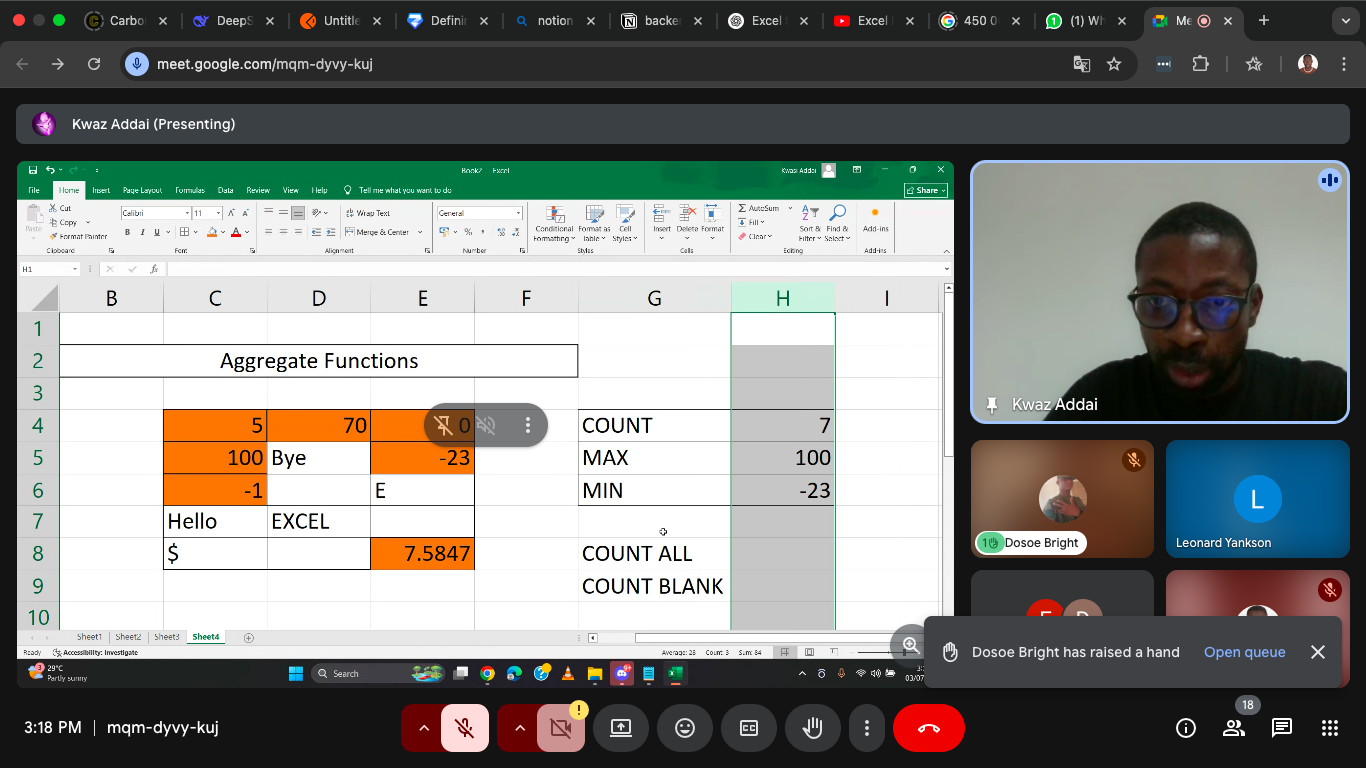 Carbo
DeepS
Untitle
Definir
notion
backer
Excel f
Excel
450 0
(1) Wh
Me
meet.google.com/mqm-dyvy-kuj
Kwaz Addai (Presenting)
Book2 Excel
Kwasi Addai
File Home Insert Page Layout Formulas Data Review View Help Tell me what you want to do Share
Paste
Cut
Copy
Format Painter
Clipboard
Calibri 11
B I U
Font
Wrap Text
Merge & Center
Alignment
General
Number
Conditional Formatting
Format as Table
Cell Styles
Styles
Insert Delete Format
Cells
AutoSum
Fill
Clear
Sort & Filter
Find & Select
Editing
Add-ins
Add-ins
H1 fx
B C D E F G H I
1
2 Aggregate Functions
3
4 5 70 0 COUNT 7
5 100 Bye -23 MAX 100
6 -1 E MIN -23
7 Hello EXCEL
8 $ 7.5847 COUNT ALL
9 COUNT BLANK
10
Sheet1 Sheet2 Sheet3 Sheet4
Ready Accessibility: Investigate Average: 28 Count: 3 Sum: 84
29°C
Partly sunny
Search
03/07
Kwaz Addai
1
Dosoe Bright
L
Leonard Yankson
Dosoe Bright has raised a hand Open queue
3:18 PM mqm-dyvy-kuj
18